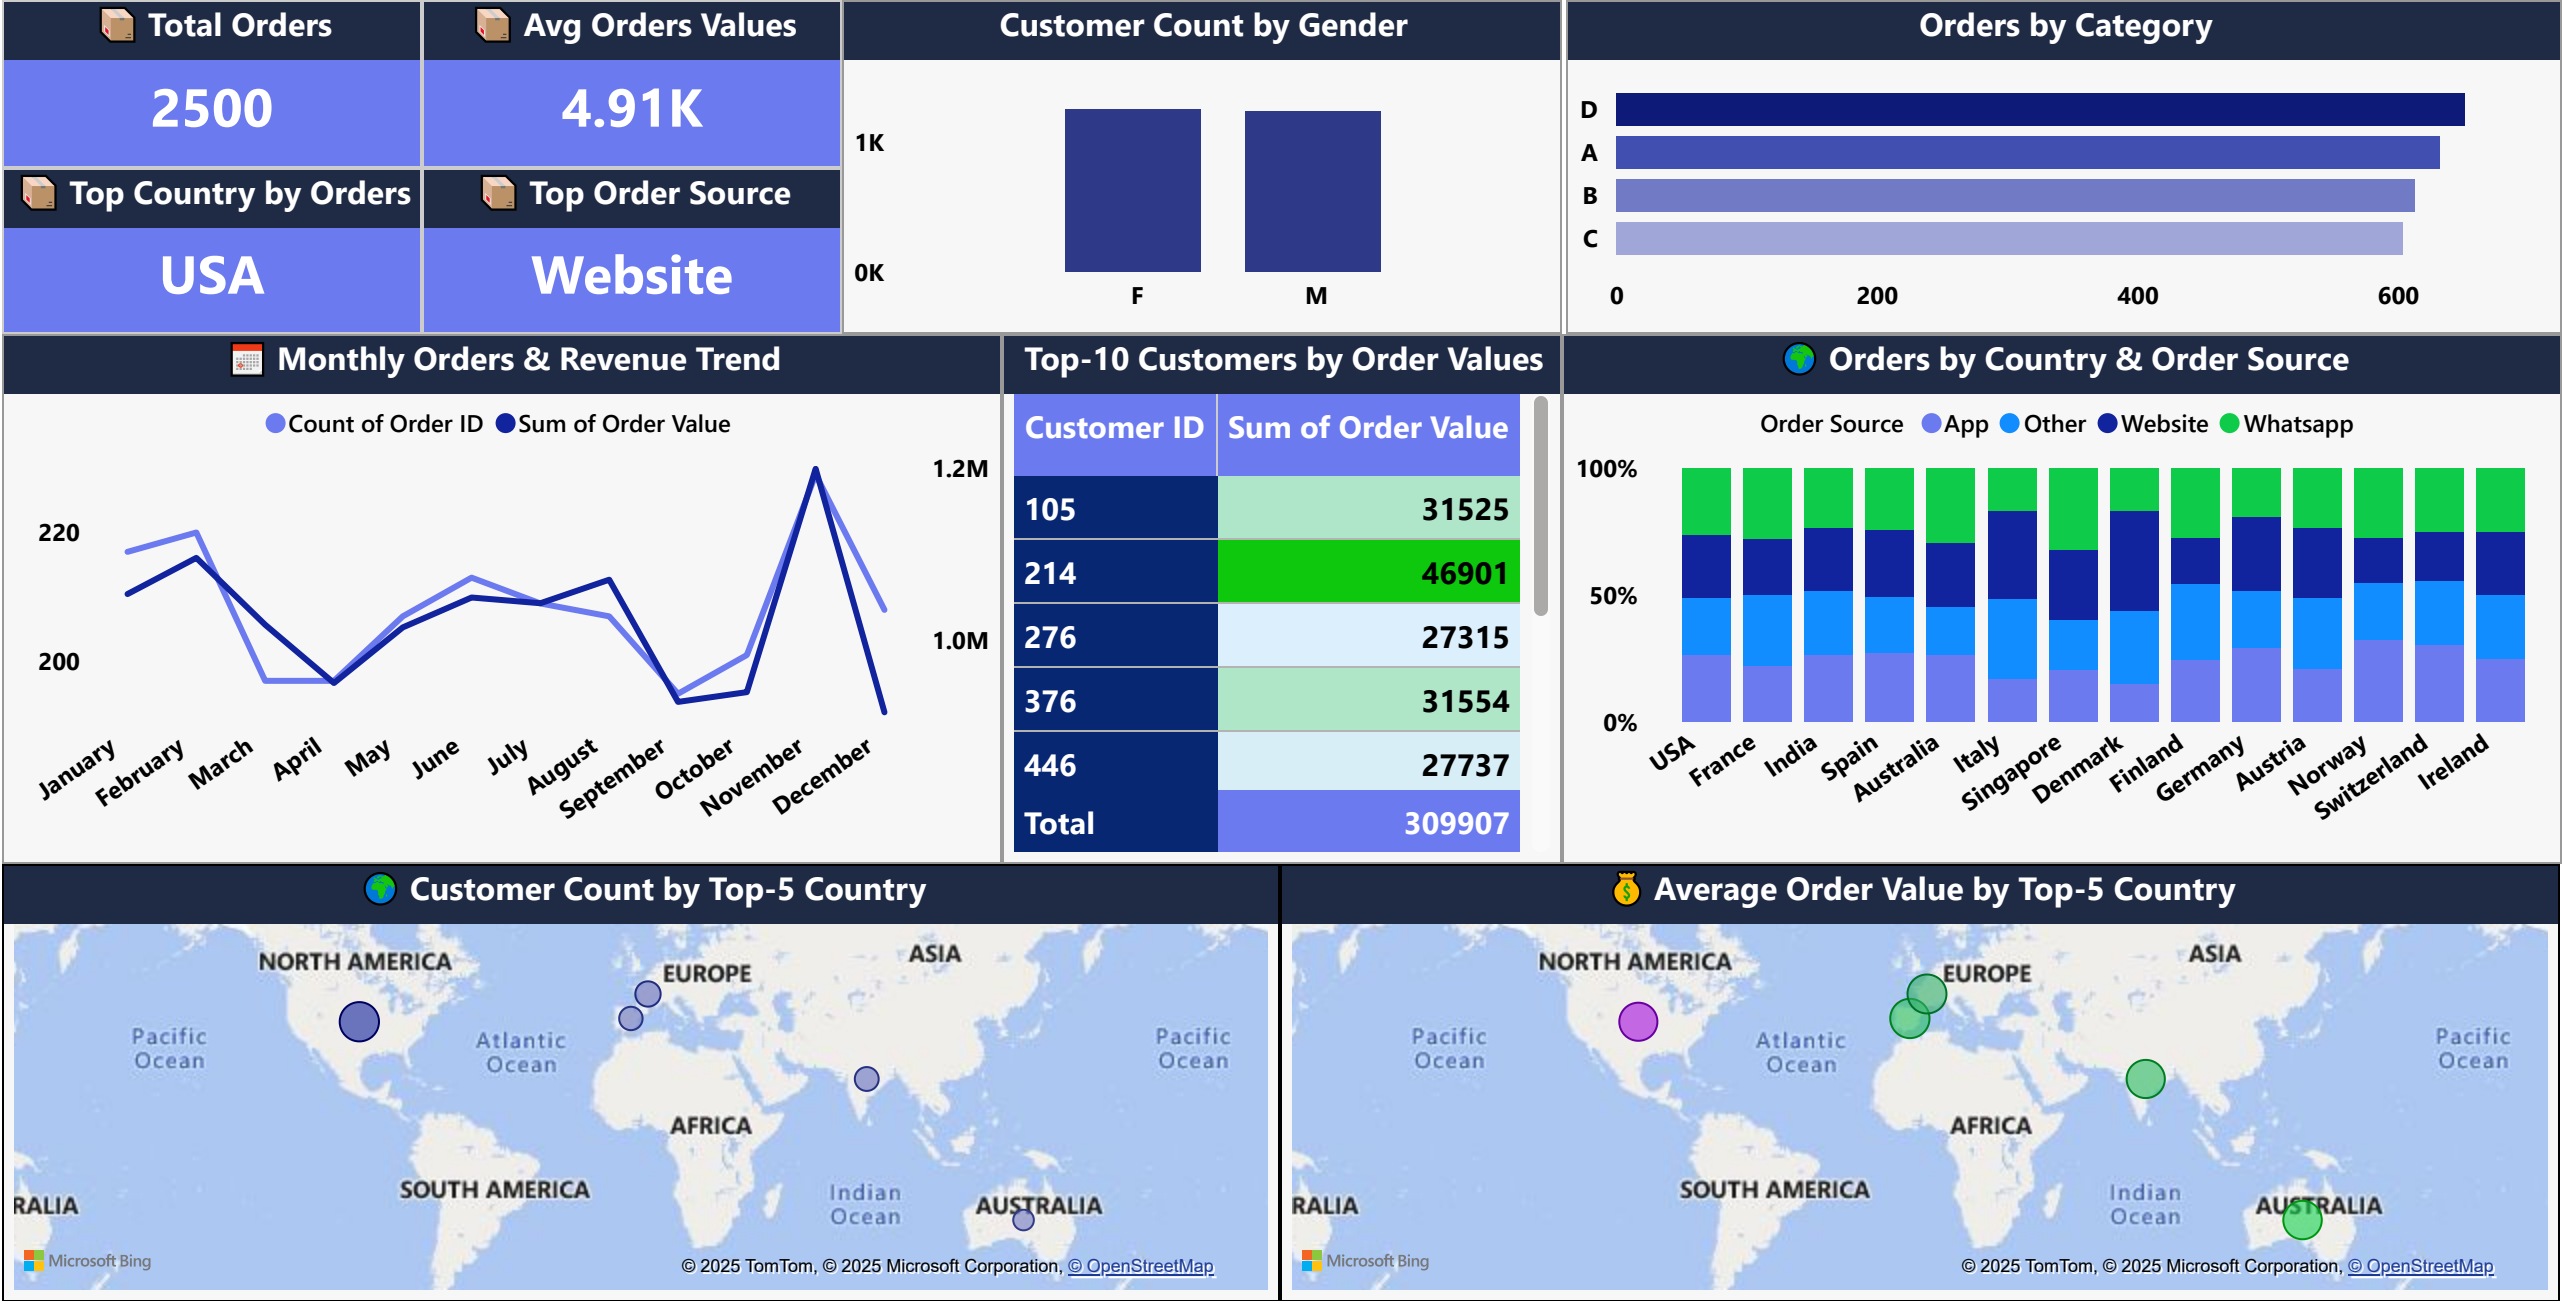 Total Orders
2500
Avg Orders Values
4.91K
Top Country by Orders
USA
Top Order Source
Website
Customer Count by Gender
1K
0K
F M
Orders by Category
D
A
B
C
0 200 400 600
Monthly Orders & Revenue Trend
Count of Order ID Sum of Order Value
220
200
1.2M
1.0M
January February March April May June July August September October November December
Top-10 Customers by Order Values
Customer ID Sum of Order Value
105 31525
214 46901
276 27315
376 31554
446 27737
Total 309907
Orders by Country & Order Source
Order Source App Other Website Whatsapp
100%
50%
0%
USA France India Spain Australia Italy Singapore Denmark Finland Germany Austria Norway Switzerland Ireland
Customer Count by Top-5 Country
NORTH AMERICA
ASIA
EUROPE
Pacific
Ocean
Atlantic
Ocean
Pacific
Ocean
AFRICA
SOUTH AMERICA
Indian
Ocean
RALIA
AUSTRALIA
Microsoft Bing
© 2025 TomTom, © 2025 Microsoft Corporation, © OpenStreetMap
Average Order Value by Top-5 Country
NORTH AMERICA
ASIA
EUROPE
Pacific
Ocean
Atlantic
Ocean
Pacific
Ocean
AFRICA
SOUTH AMERICA
Indian
Ocean
RALIA
AUSTRALIA
Microsoft Bing
© 2025 TomTom, © 2025 Microsoft Corporation, © OpenStreetMap